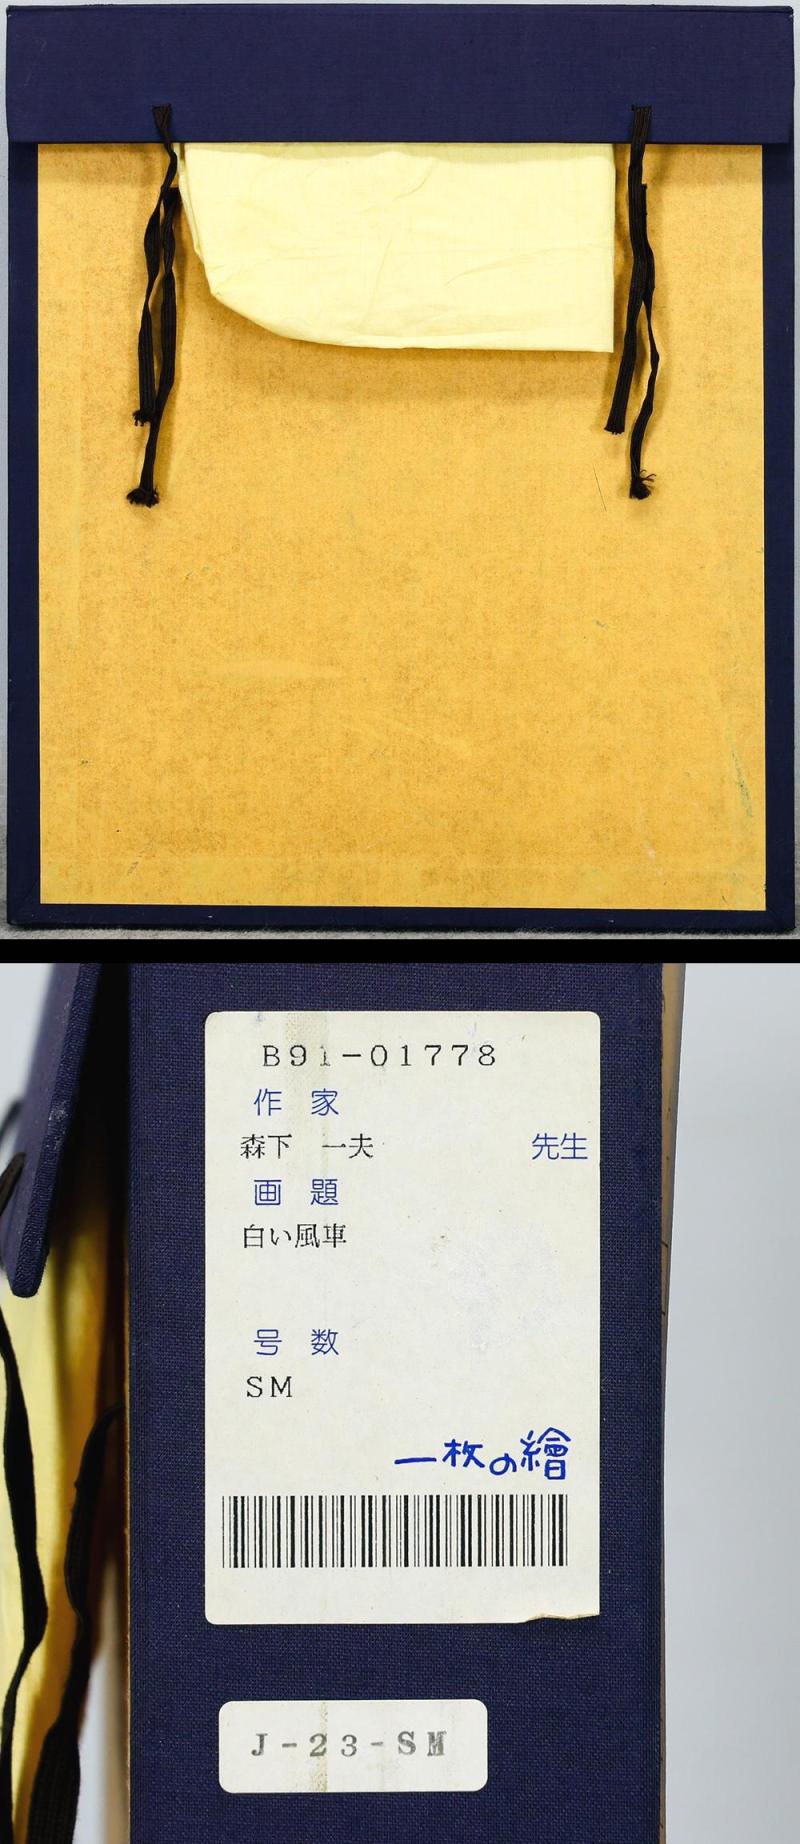 B91-01778
作家
森下 一夫 先生
画題
白い風車
号数
SM
一枚の繪
J-23-SM